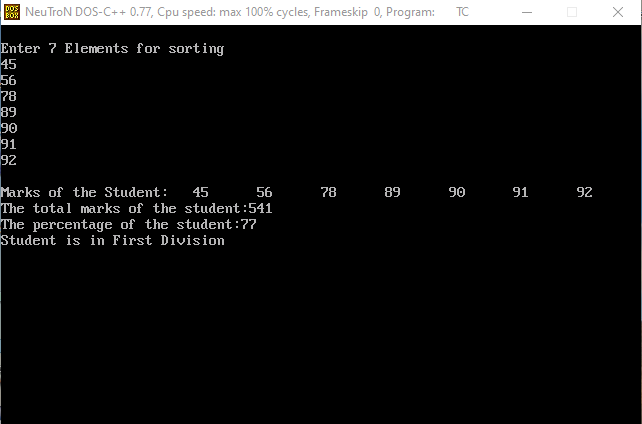 DOS BOX NeuTroN DOS-C++ 0.77, Cpu speed: max 100% cycles, Frameskip 0, Program: TC
Enter 7 Elements for sorting
45
56
78
89
90
91
92
Marks of the Student: 45 56 78 89 90 91 92
The total marks of the student:541
The percentage of the student:77
Student is in First Division